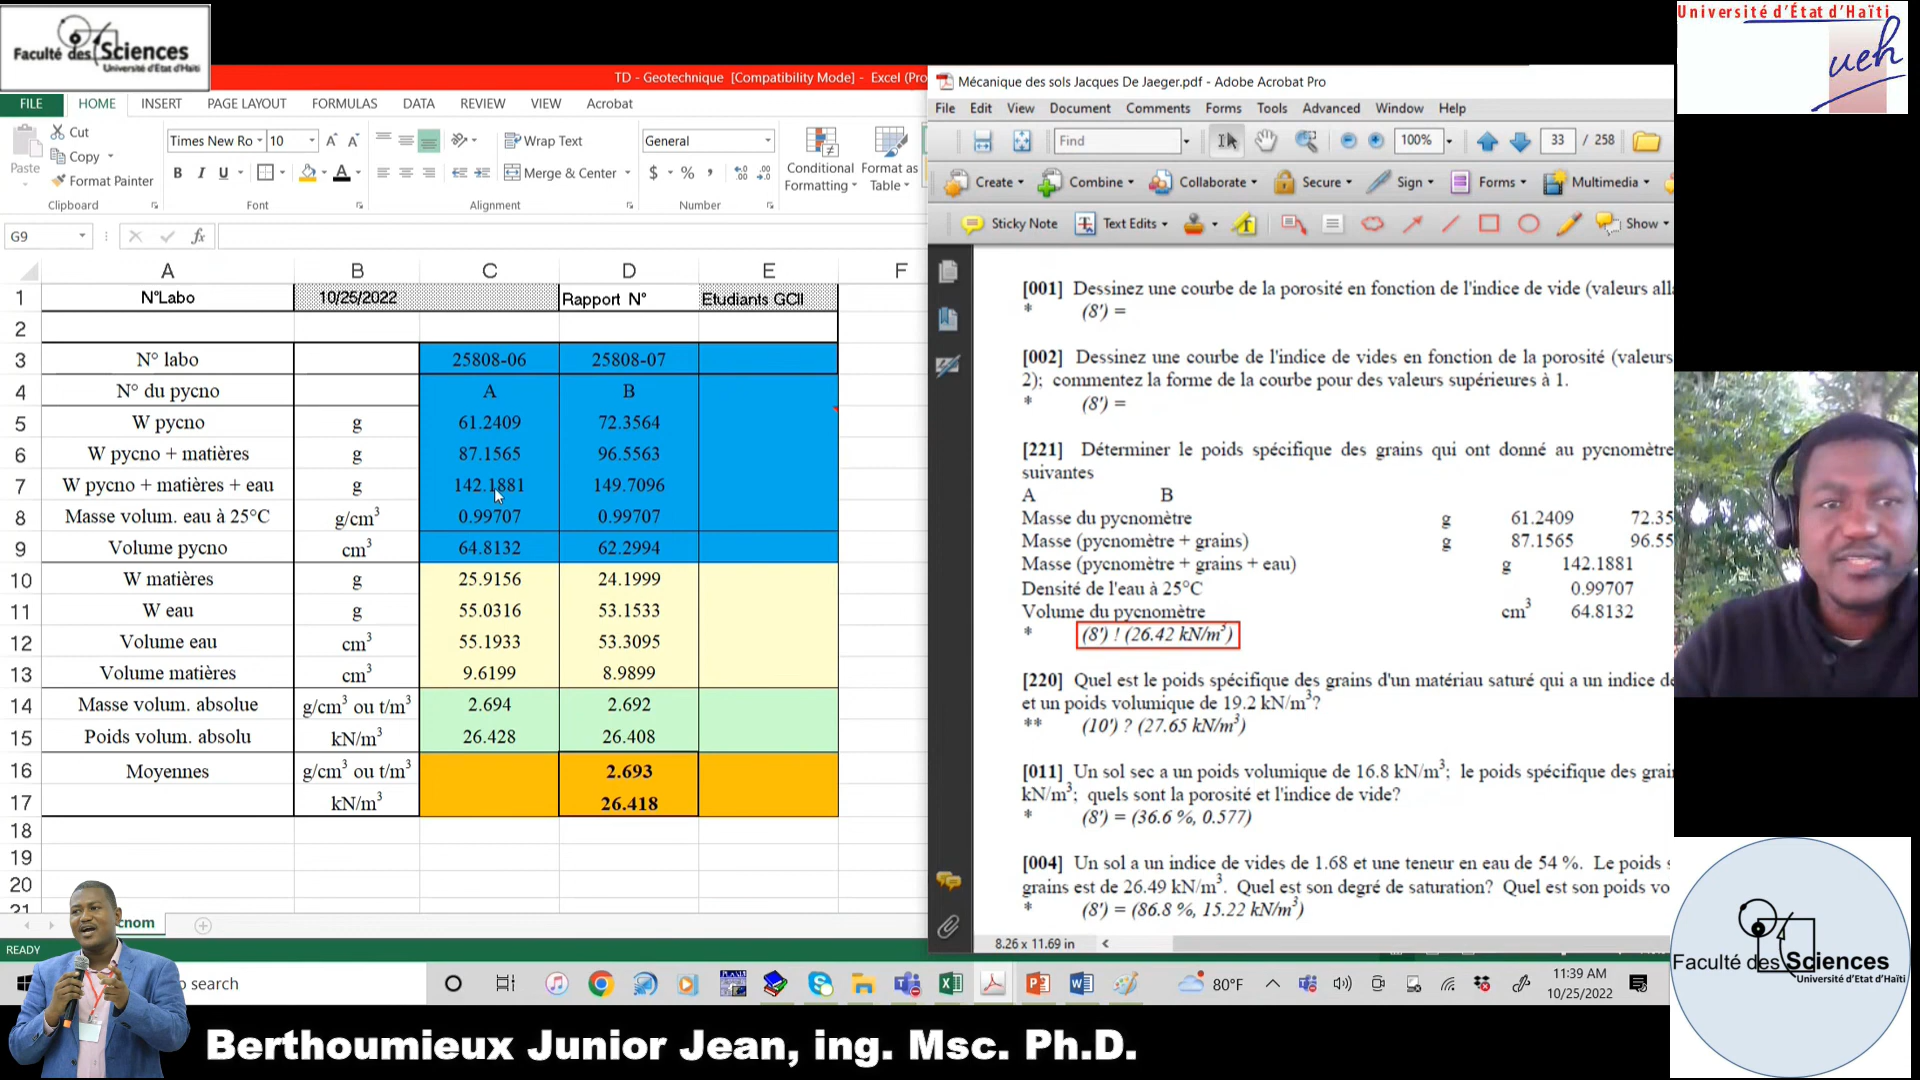 Faculté des Sciences
Université d'Etat d'Haïti
Université d'État d'Haïti
ueh
TD - Geotechnique [Compatibility Mode] - Excel (Pro
FILE HOME INSERT PAGE LAYOUT FORMULAS DATA REVIEW VIEW Acrobat
Paste
Cut
Copy
Format Painter
Times New Ro 10
B I U
Wrap Text
Merge & Center
General
$ % ,
Conditional Formatting
Format as Table
Clipboard Font Alignment Number
G9 fx
A B C D E F
1 N°Labo 10/25/2022 Rapport N° Etudiants GCII
2
3 N° labo 25808-06 25808-07
4 N° du pycno A B
5 W pycno g 61.2409 72.3564
6 W pycno + matières g 87.1565 96.5563
7 W pycno + matières + eau g 142.1881 149.7096
8 Masse volum. eau à 25°C g/cm³ 0.99707 0.99707
9 Volume pycno cm³ 64.8132 62.2994
10 W matières g 25.9156 24.1999
11 W eau g 55.0316 53.1533
12 Volume eau cm³ 55.1933 53.3095
13 Volume matières cm³ 9.6199 8.9899
14 Masse volum. absolue g/cm³ ou t/m³ 2.694 2.692
15 Poids volum. absolu kN/m³ 26.428 26.408
16 Moyennes g/cm³ ou t/m³ 2.693
17 kN/m³ 26.418
18
19
20
21
cnom
READY
Mécanique des sols Jacques De Jaeger.pdf - Adobe Acrobat Pro
File Edit View Document Comments Forms Tools Advanced Window Help
Find 100% 33 / 258
Create Combine Collaborate Secure Sign Forms Multimedia
Sticky Note Text Edits Show
[001] Dessinez une courbe de la porosité en fonction de l'indice de vide (valeurs all
* (8') =
[002] Dessinez une courbe de l'indice de vides en fonction de la porosité (valeurs
2); commentez la forme de la courbe pour des valeurs supérieures à 1.
* (8') =
[221] Déterminer le poids spécifique des grains qui ont donné au pycnomètre
suivantes
A B
Masse du pycnomètre g 61.2409 72.35
Masse (pycnomètre + grains) g 87.1565 96.55
Masse (pycnomètre + grains + eau) g 142.1881
Densité de l'eau à 25°C 0.99707
Volume du pycnomètre cm³ 64.8132
* (8') ! (26.42 kN/m³)
[220] Quel est le poids spécifique des grains d'un matériau saturé qui a un indice de
et un poids volumique de 19.2 kN/m³?
** (10') ? (27.65 kN/m³)
[011] Un sol sec a un poids volumique de 16.8 kN/m³; le poids spécifique des grai
kN/m³; quels sont la porosité et l'indice de vide?
* (8') = (36.6 %, 0.577)
[004] Un sol a un indice de vides de 1.68 et une teneur en eau de 54 %. Le poids s
grains est de 26.49 kN/m³. Quel est son degré de saturation? Quel est son poids vo
* (8') = (86.8 %, 15.22 kN/m³)
8.26 x 11.69 in
o search
80°F
11:39 AM
10/25/2022
Faculté des Sciences
Université d'Etat d'Haïti
Berthoumieux Junior Jean, ing. Msc. Ph.D.